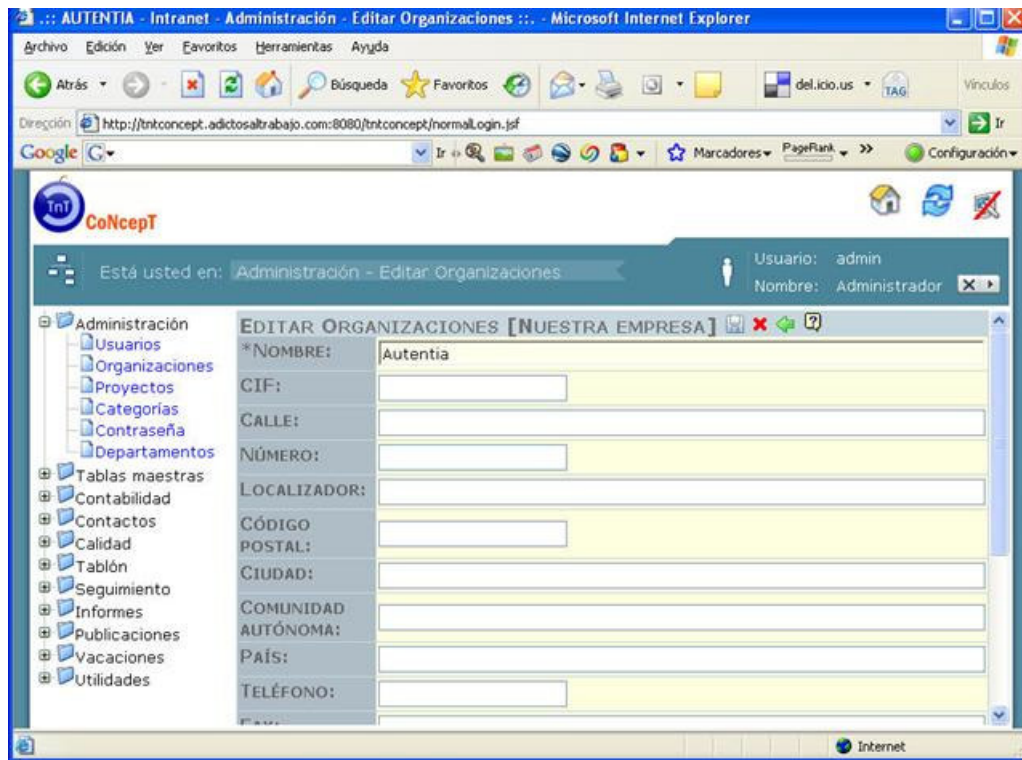 .:: AUTENTIA - Intranet - Administración - Editar Organizaciones ::. - Microsoft Internet Explorer
Archivo Edición Ver Favoritos Herramientas Ayuda
Atrás Búsqueda Favoritos del.icio.us TAG Vínculos
Dirección http://tntconcept.adictosaltrabajo.com:8080/tntconcept/normalLogin.jsf Ir
Google G Ir Marcadores PageRank » Configuración
TnT CoNcepT
Está usted en: Administración - Editar Organizaciones
Usuario: admin
Nombre: Administrador
Administración
Usuarios
Organizaciones
Proyectos
Categorías
Contraseña
Departamentos
Tablas maestras
Contabilidad
Contactos
Calidad
Tablón
Seguimiento
Informes
Publicaciones
Vacaciones
Utilidades
EDITAR ORGANIZACIONES [NUESTRA EMPRESA]
*NOMBRE: Autentia
CIF:
CALLE:
NÚMERO:
LOCALIZADOR:
CÓDIGO
POSTAL:
CIUDAD:
COMUNIDAD
AUTÓNOMA:
PAÍS:
TELÉFONO:
FAX:
Internet